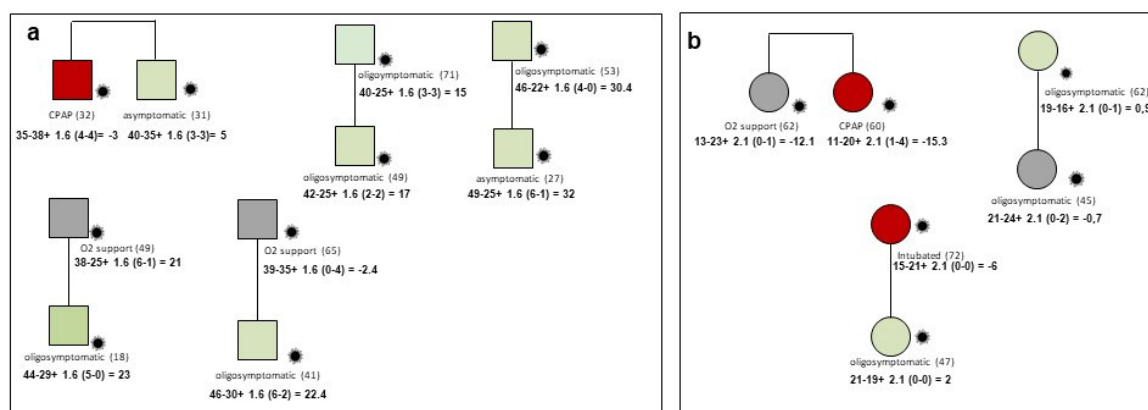 a
CPAP (32)
35-38+ 1.6 (4-4)= -3
asymptomatic (31)
40-35+ 1.6 (3-3)= 5
oligoymptomatic (71)
40-25+ 1.6 (3-3) = 15
oligosymptomatic (49)
42-25+ 1.6 (2-2) = 17
oligosymptomatic (53)
46-22+ 1.6 (4-0) = 30.4
asymptomatic (27)
49-25+ 1.6 (6-1) = 32
O2 support (49)
38-25+ 1.6 (6-1) = 21
oligosymptomatic (18)
44-29+ 1.6 (5-0) = 23
O2 support (65)
39-35+ 1.6 (0-4) = -2.4
oligosymptomatic (41)
46-30+ 1.6 (6-2) = 22.4
b
O2 support (62)
13-23+ 2.1 (0-1) = -12.1
CPAP (60)
11-20+ 2.1 (1-4) = -15.3
oligosymptomatic (62)
19-16+ 2.1 (0-1) = 0,9
oligosymptomatic (45)
21-24+ 2.1 (0-2) = -0,7
Intubated (72)
15-21+ 2.1 (0-0) = -6
oligosymptomatic (47)
21-19+ 2.1 (0-0) = 2